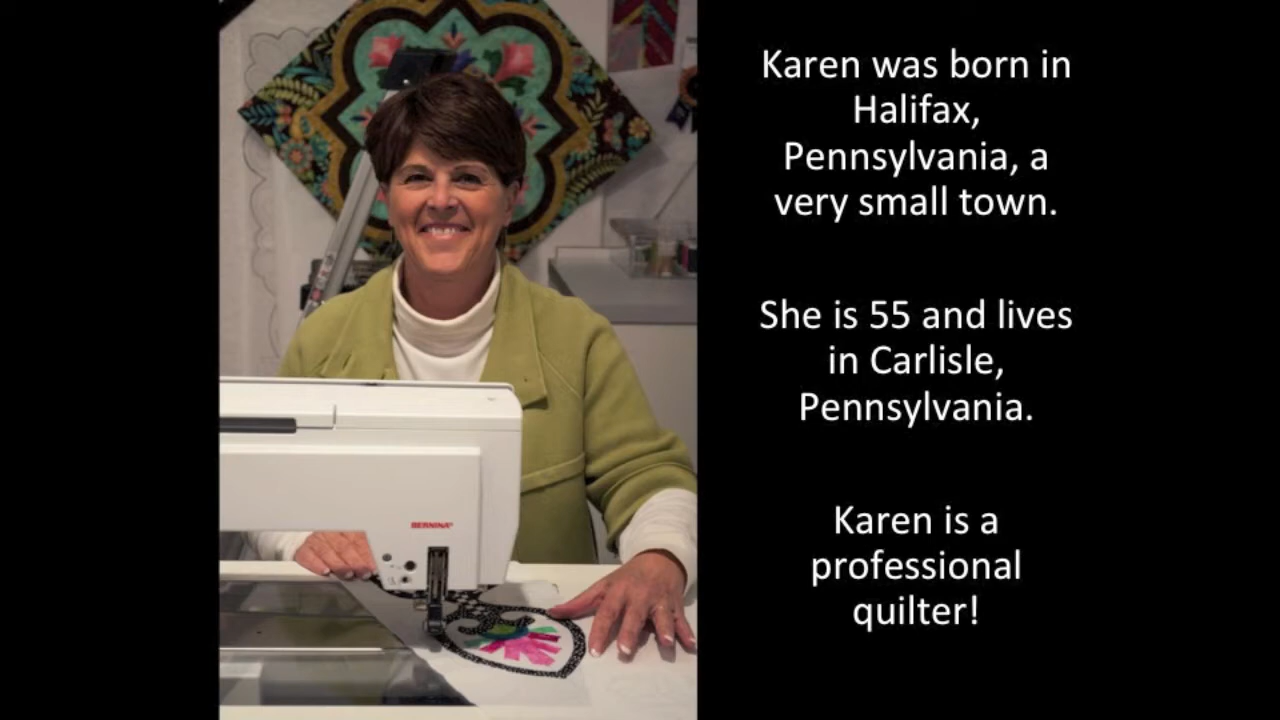 Karen was born in
Halifax,
Pennsylvania, a
very small town.
She is 55 and lives
in Carlisle,
Pennsylvania.
Karen is a
professional
quilter!
BERNINA